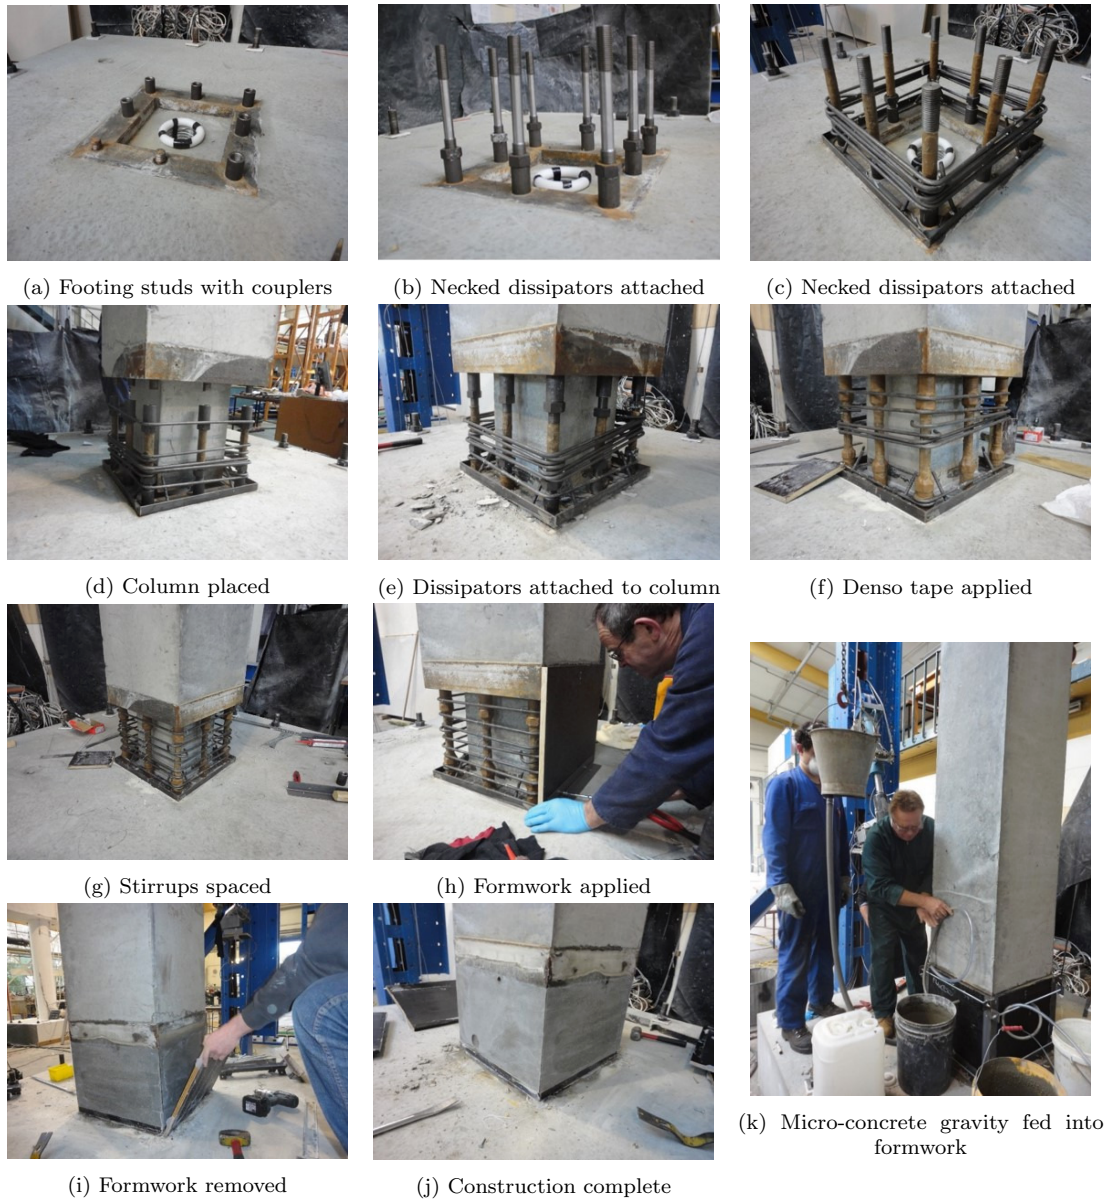 (a) Footing studs with couplers
(b) Necked dissipators attached
(c) Necked dissipators attached
(d) Column placed
(e) Dissipators attached to column
(f) Denso tape applied
(g) Stirrups spaced
(h) Formwork applied
(i) Formwork removed
(j) Construction complete
(k) Micro-concrete gravity fed into
formwork